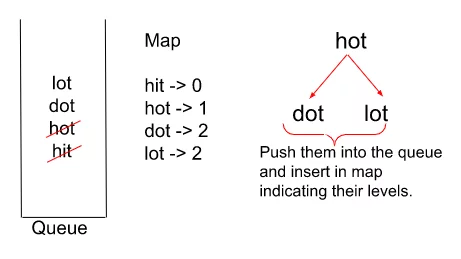 lot
dot
hot
hit
Queue
Map
hit -> 0
hot -> 1
dot -> 2
lot -> 2
hot
dot lot
Push them into the queue
and insert in map
indicating their levels.